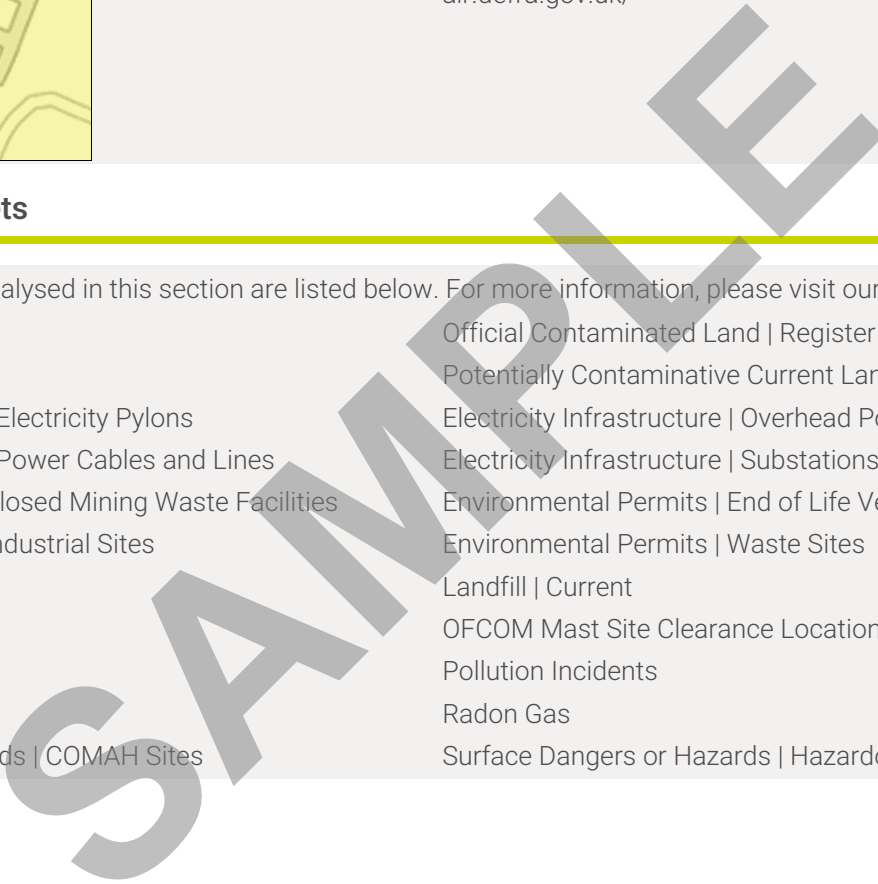 air.defra.gov.uk/
ts
alysed in this section are listed below. For more information, please visit our
Official Contaminated Land | Register
Potentially Contaminative Current Lan
Electricity Pylons
Electricity Infrastructure | Overhead Po
Power Cables and Lines
Electricity Infrastructure | Substations
losed Mining Waste Facilities
Environmental Permits | End of Life Ve
ndustrial Sites
Environmental Permits | Waste Sites
Landfill | Current
OFCOM Mast Site Clearance Location
Pollution Incidents
Radon Gas
ds | COMAH Sites
Surface Dangers or Hazards | Hazardo
SAMPLE